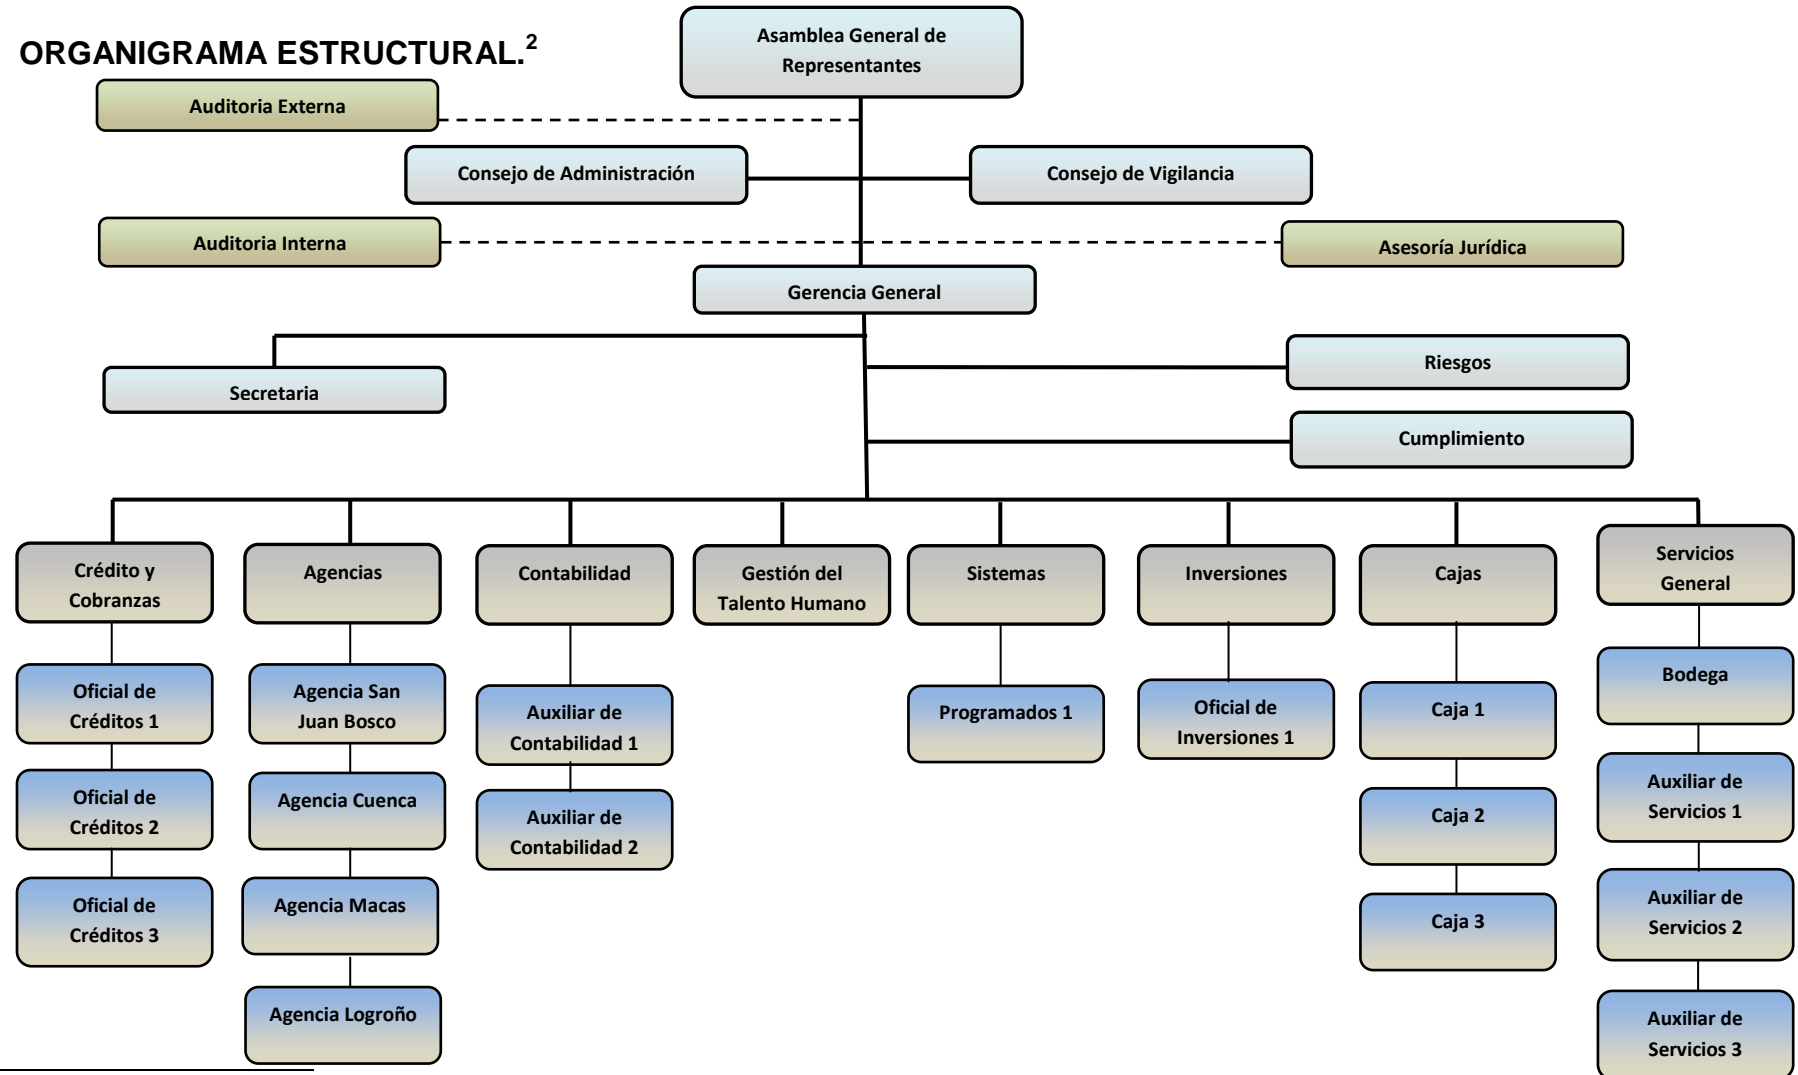 ORGANIGRAMA ESTRUCTURAL.²
Asamblea General de
Representantes
Auditoria Externa
Consejo de Administración
Consejo de Vigilancia
Auditoria Interna
Asesoría Jurídica
Gerencia General
Secretaria
Riesgos
Cumplimiento
Crédito y
Cobranzas
Agencias
Contabilidad
Gestión del
Talento Humano
Sistemas
Inversiones
Cajas
Servicios
General
Oficial de
Créditos 1
Oficial de
Créditos 2
Oficial de
Créditos 3
Agencia San
Juan Bosco
Agencia Cuenca
Agencia Macas
Agencia Logroño
Auxiliar de
Contabilidad 1
Auxiliar de
Contabilidad 2
Programados 1
Oficial de
Inversiones 1
Caja 1
Caja 2
Caja 3
Bodega
Auxiliar de
Servicios 1
Auxiliar de
Servicios 2
Auxiliar de
Servicios 3